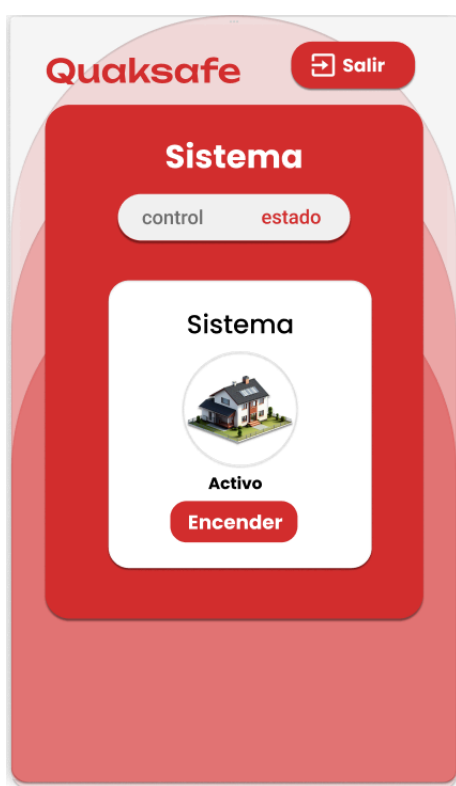 Quaksafe
Salir
Sistema
control estado
Sistema
Activo
Encender